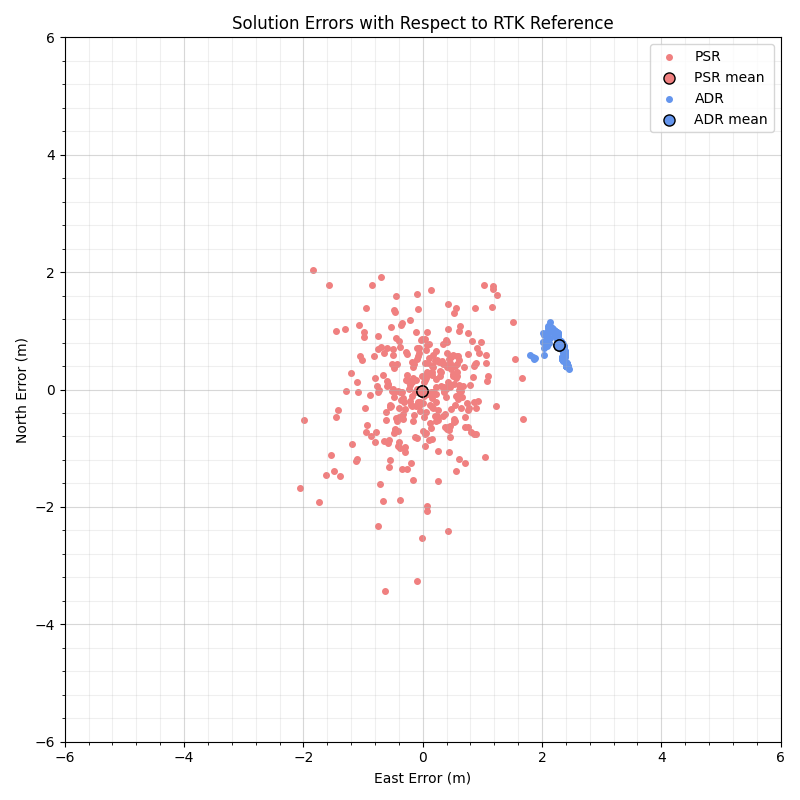 Solution Errors with Respect to RTK Reference
PSR
PSR mean
ADR
ADR mean
North Error (m)
6
4
2
0
−2
−4
−6
−6
−4
−2
0
2
4
6
East Error (m)